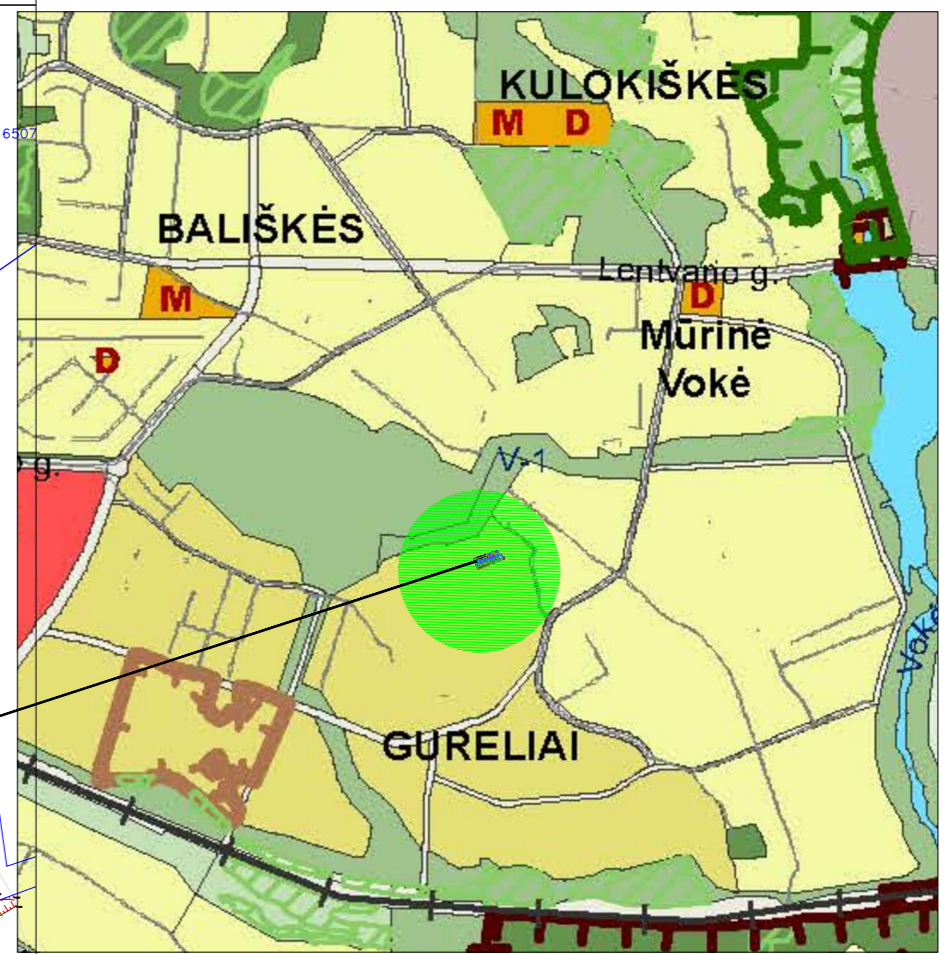 KULOKIŠKĖS
M D
6507
BALIŠKĖS
Lentvario g.
M
D
Mūrinė
Vokė
D
g.
V-1
Vokė
GURELIAI